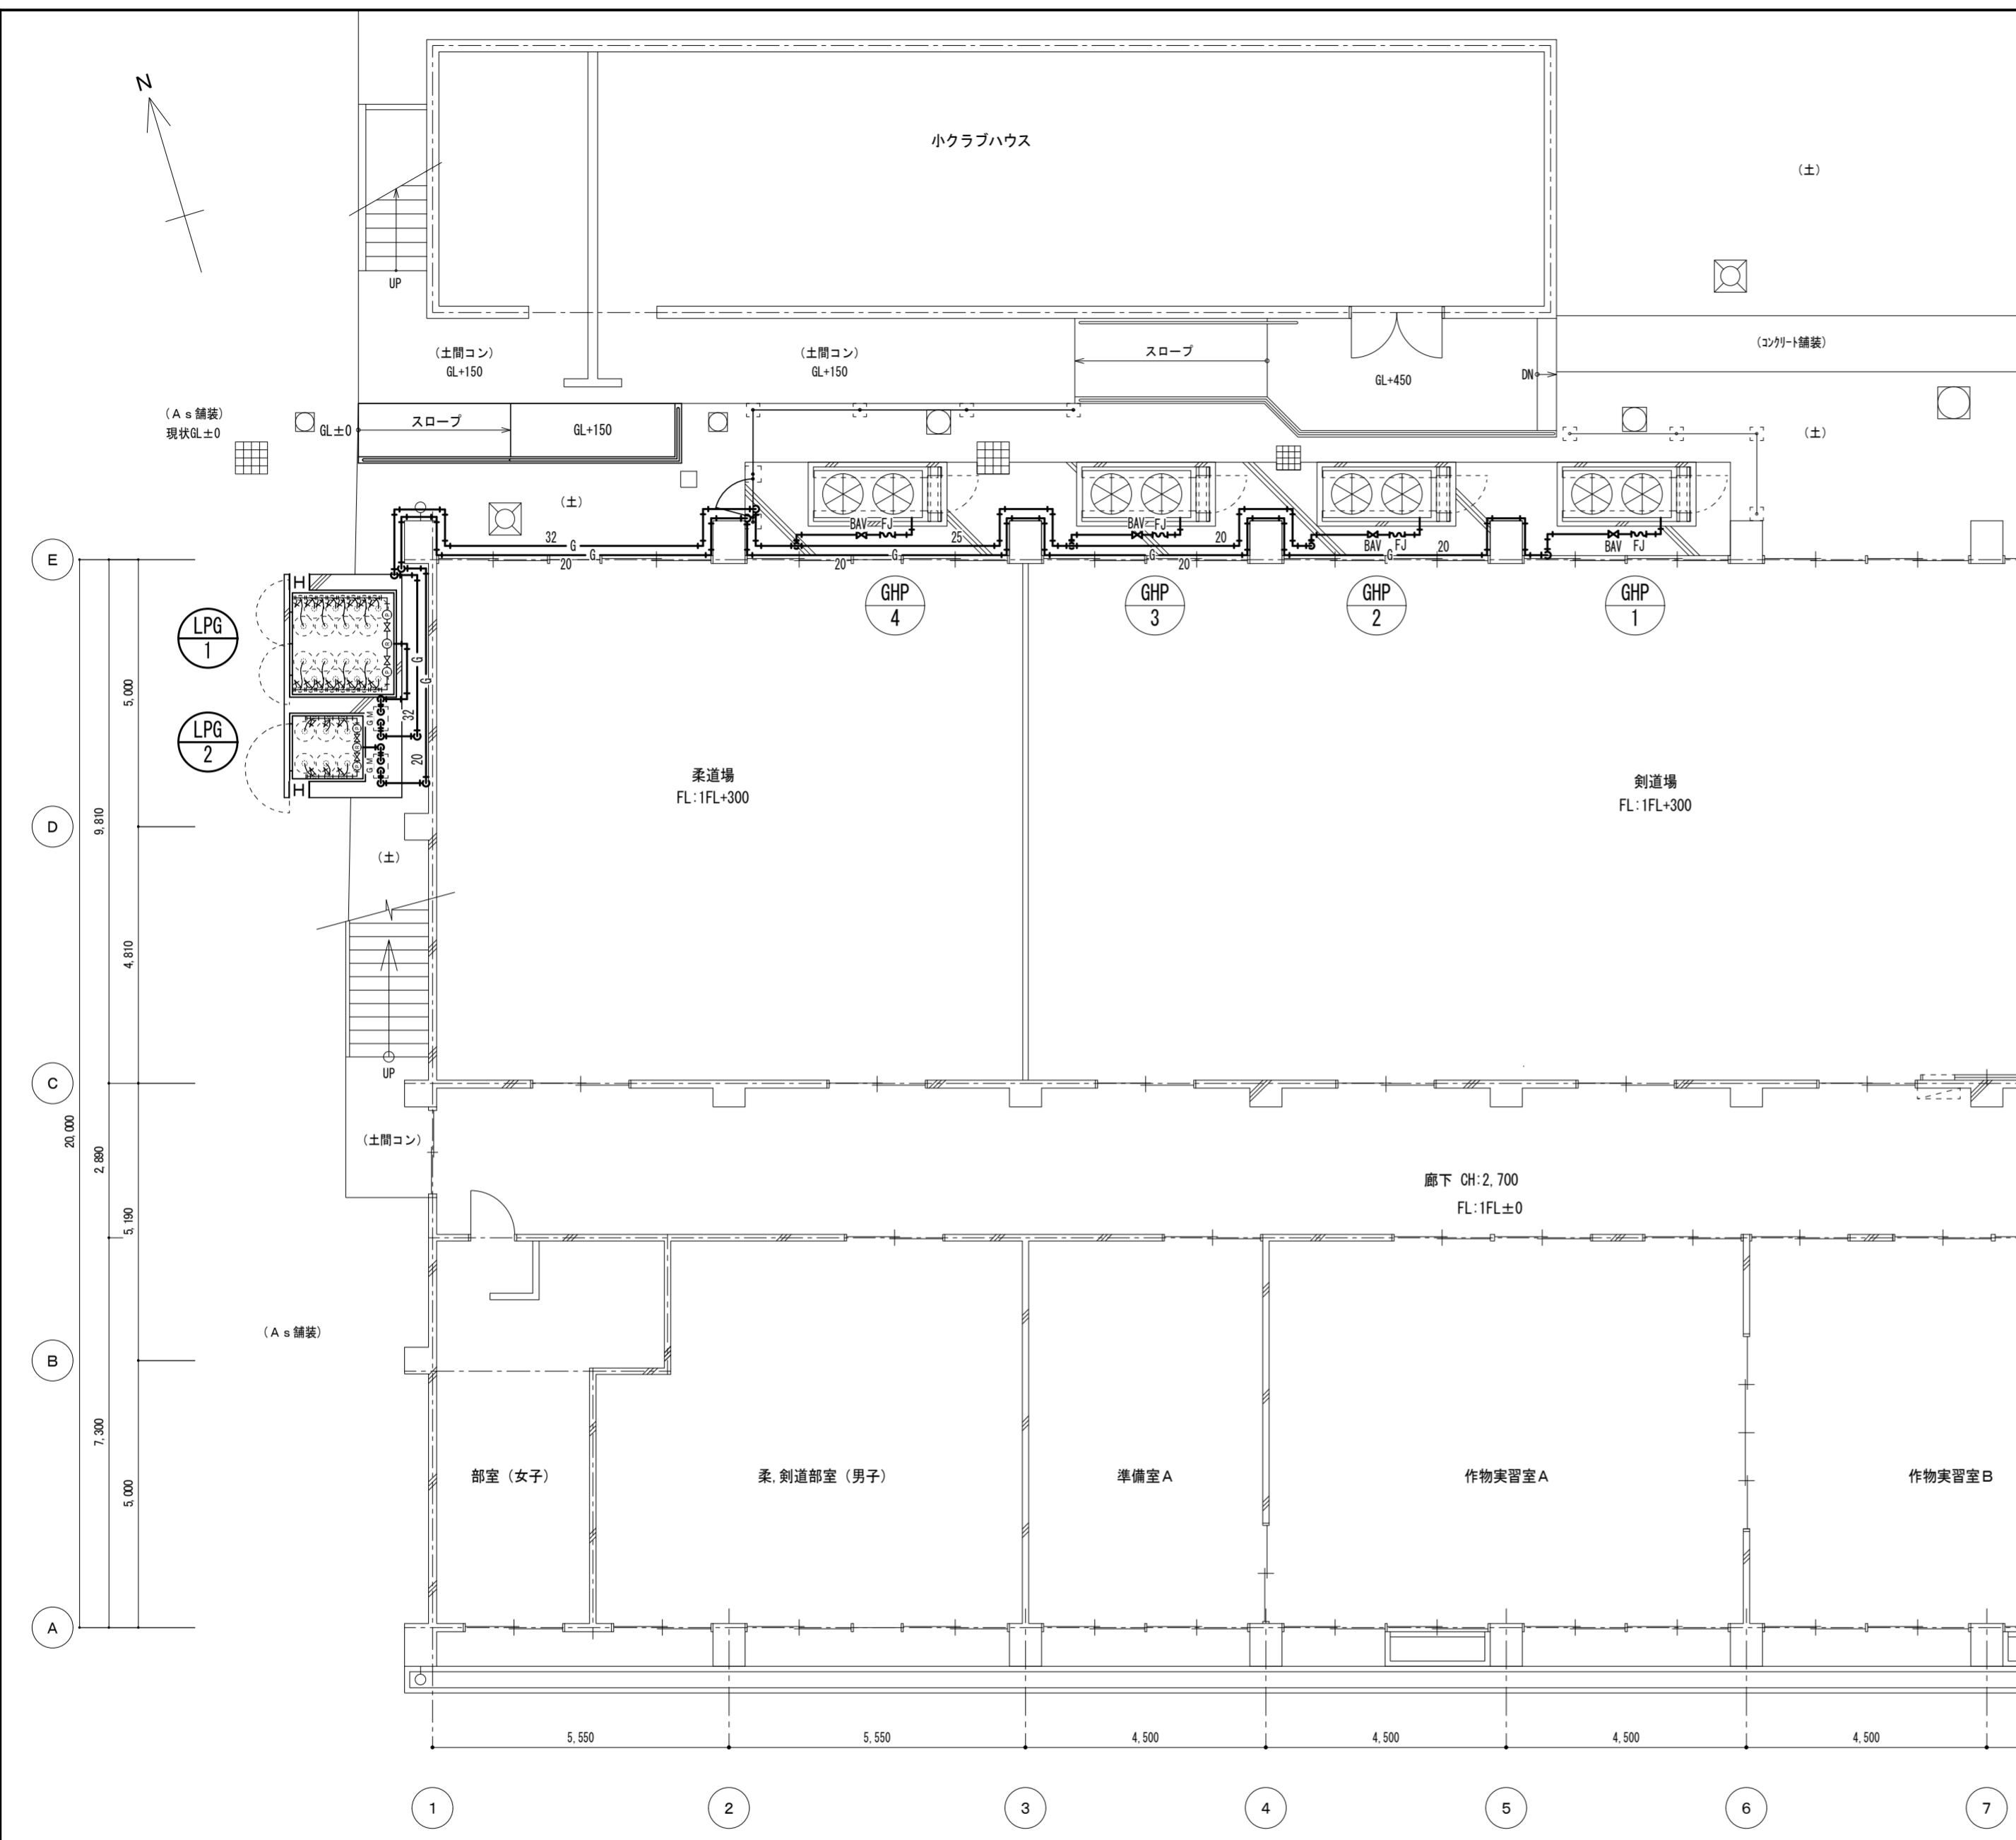 N
小クラブハウス
(土)
UP
(土間コン)
GL+150
(土間コン)
GL+150
スロープ
GL+450
DN
(コンクリート舗装)
(Ａｓ舗装)
現状GL±0
GL±0
スロープ
GL+150
(土)
(土)
BAV FJ
BAV FJ
BAV FJ
BAV FJ
32
G
25
20
20
E
G
20
G
20
G
20
G
GHP
4
GHP
3
GHP
2
GHP
1
LPG
1
H
R
R
R
G
G
5,000
LPG
2
GM
32
R
R
R
GM
20
H
柔道場
FL:1FL+300
剣道場
FL:1FL+300
D
9,810
(土)
4,810
UP
C
20,000
2,890
(土間コン)
廊下 CH:2,700
FL:1FL±0
5,190
(Ａｓ舗装)
B
7,300
5,000
部室（女子）
柔,剣道部室（男子）
準備室Ａ
作物実習室Ａ
作物実習室Ｂ
A
5,550
5,550
4,500
4,500
4,500
4,500
1
2
3
4
5
6
7